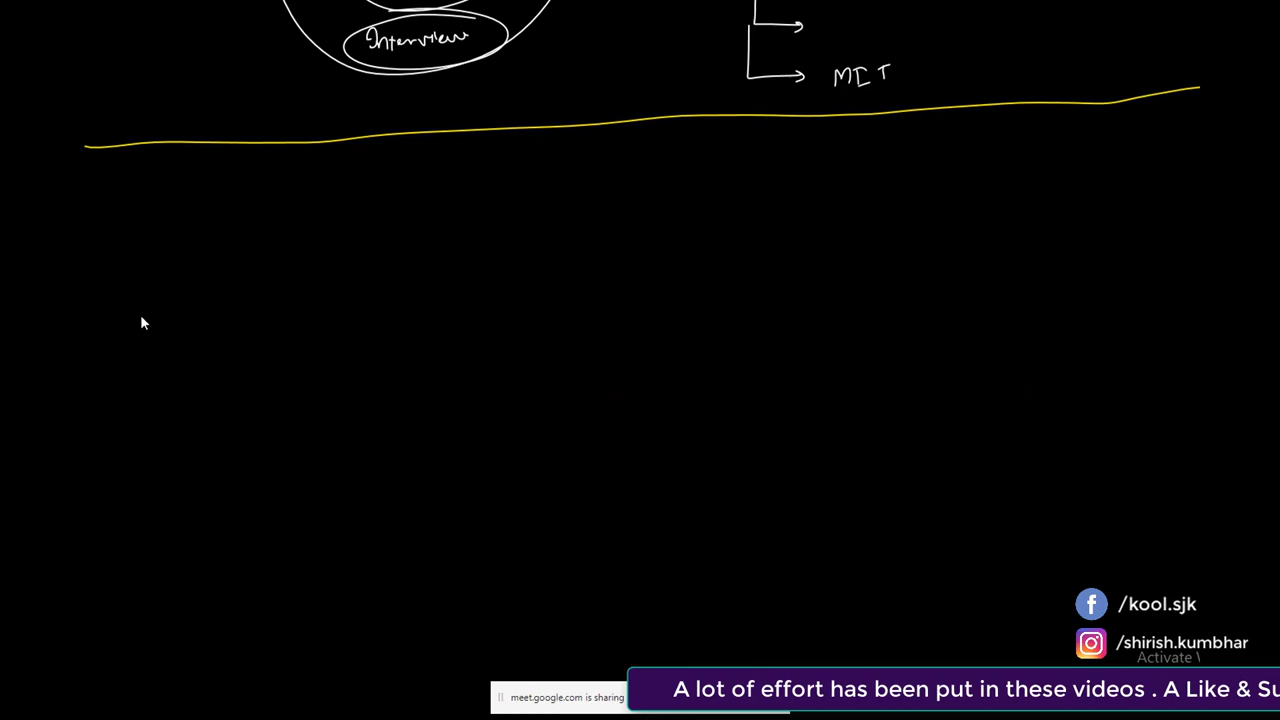 Interview
MIT
/kool.sjk
/shirish.kumbhar
Activate \
meet.google.com is sharing
A lot of effort has been put in these videos . A Like & Su